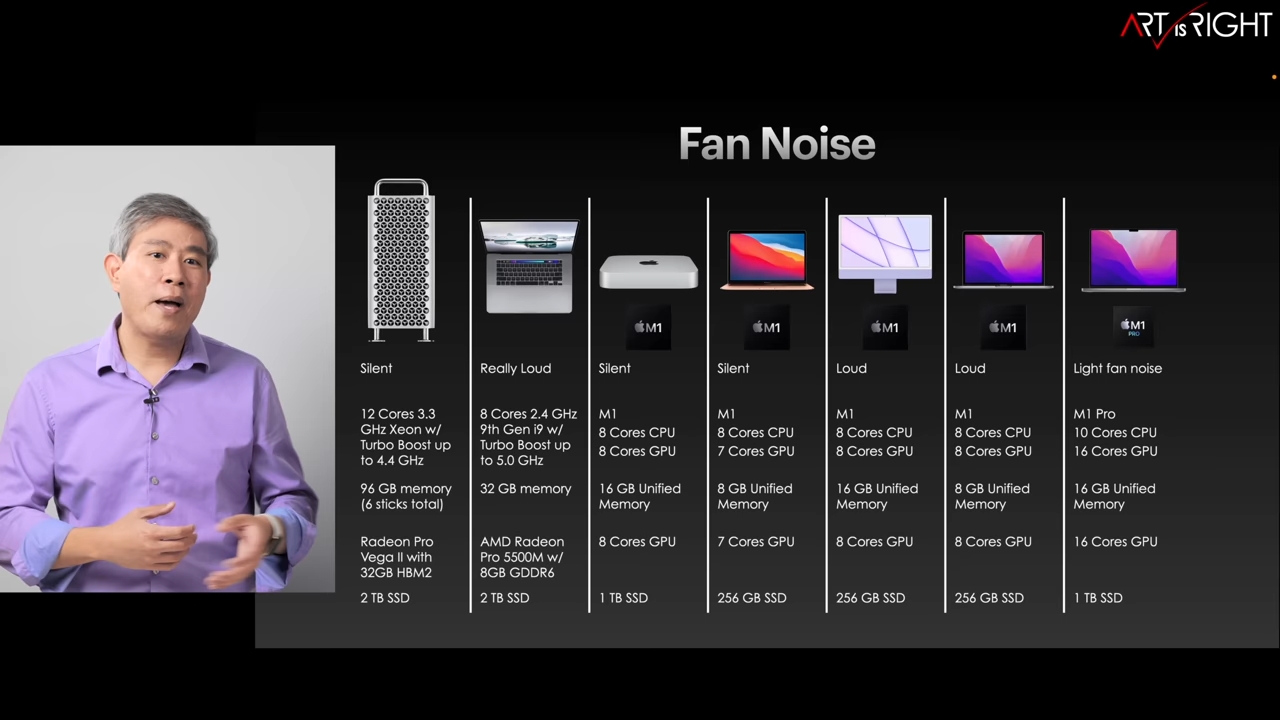 ART IS RIGHT
Fan Noise
M1
M1
M1
M1
M1
PRO
Silent
Really Loud
Silent
Silent
Loud
Loud
Light fan noise
12 Cores 3.3
GHz Xeon w/
Turbo Boost up
to 4.4 GHz
8 Cores 2.4 GHz
9th Gen i9 w/
Turbo Boost up
to 5.0 GHz
M1
8 Cores CPU
8 Cores GPU
M1
8 Cores CPU
7 Cores GPU
M1
8 Cores CPU
8 Cores GPU
M1
8 Cores CPU
8 Cores GPU
M1 Pro
10 Cores CPU
16 Cores GPU
96 GB memory
(6 sticks total)
32 GB memory
16 GB Unified
Memory
8 GB Unified
Memory
16 GB Unified
Memory
8 GB Unified
Memory
16 GB Unified
Memory
Radeon Pro
Vega II with
32GB HBM2
AMD Radeon
Pro 5500M w/
8GB GDDR6
8 Cores GPU
7 Cores GPU
8 Cores GPU
8 Cores GPU
16 Cores GPU
2 TB SSD
2 TB SSD
1 TB SSD
256 GB SSD
256 GB SSD
256 GB SSD
1 TB SSD